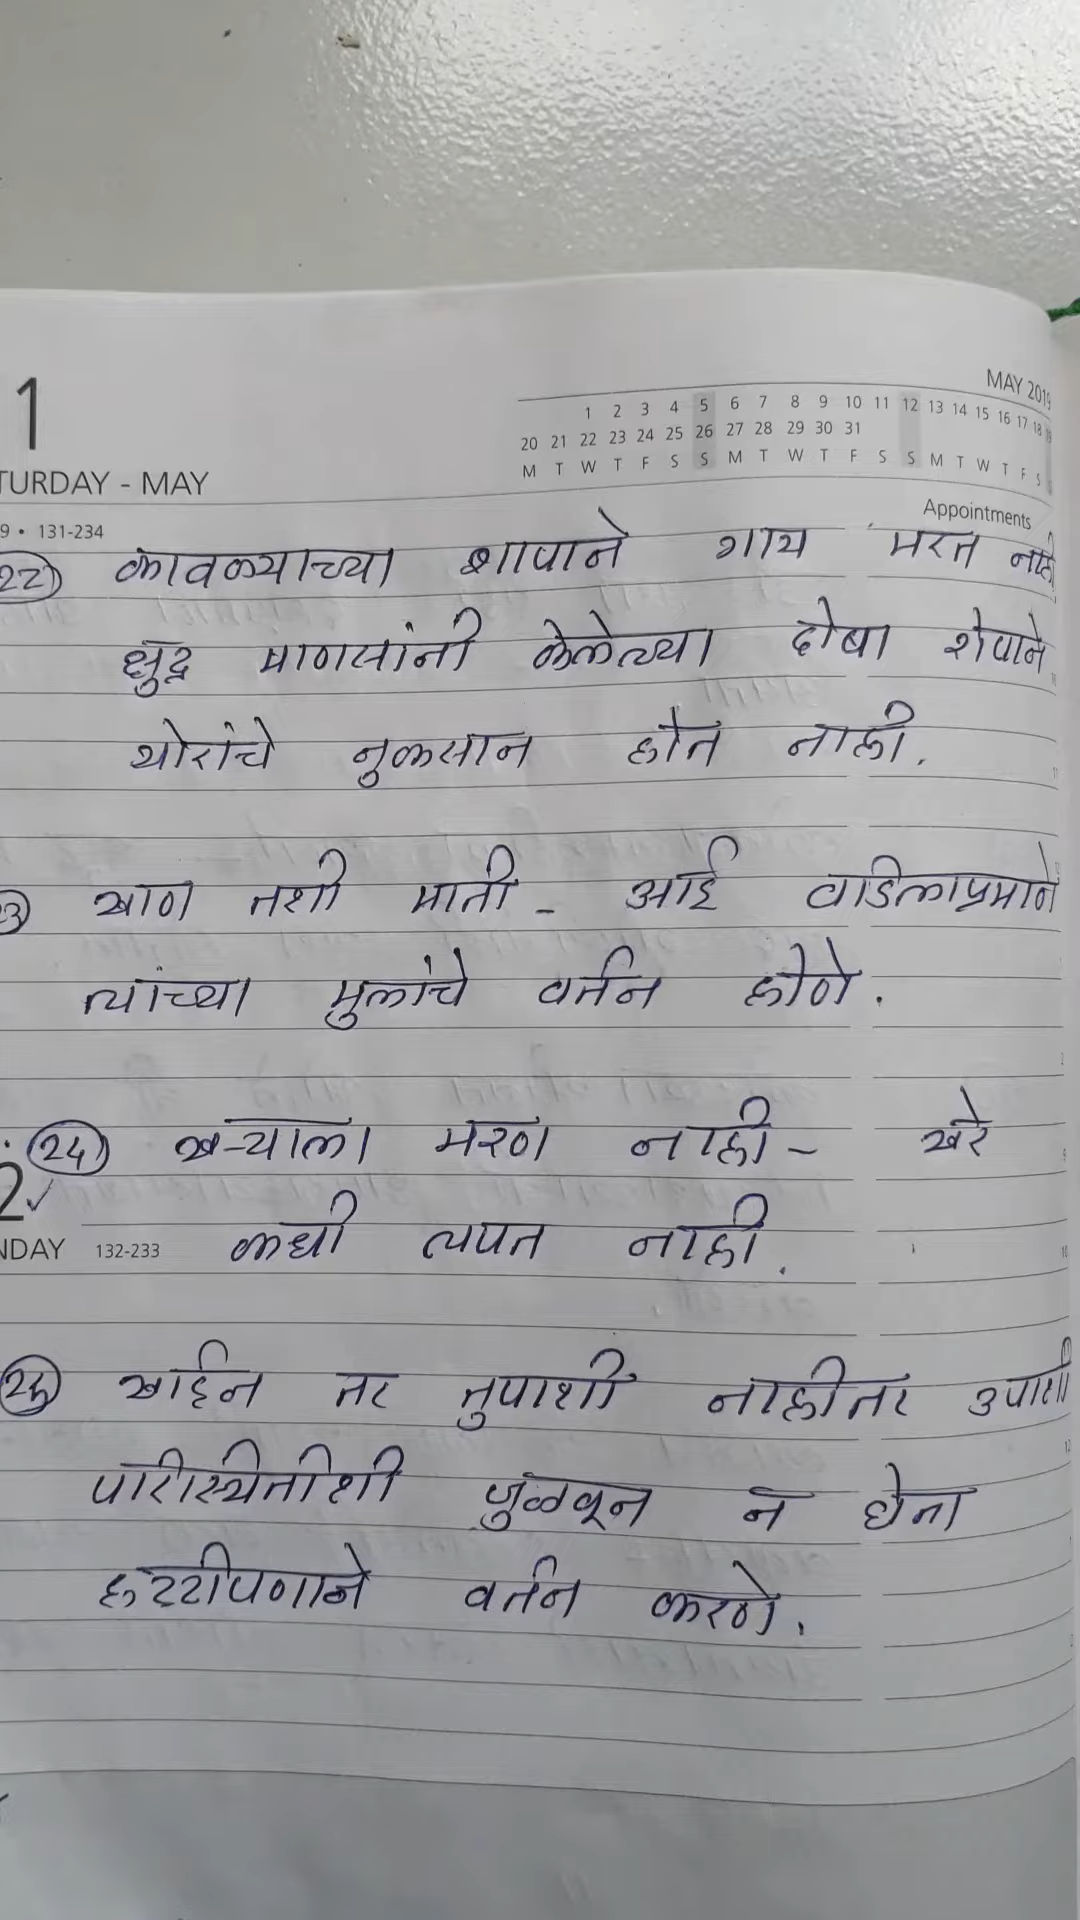 1
MAY 2019
1 2 3 4 5 6 7 8 9 10 11 12 13 14 15 16 17 18 19
20 21 22 23 24 25 26 27 28 29 30 31
M T W T F S S M T W T F S S M T W T F S
TURDAY - MAY
Appointments
9 • 131-234
22) कावळ्याच्या शापाने गाय मरत नाही
क्षुद्र माणसांनी केलेल्या दोषा रोपाने
थोरांचे नुकसान होत नाही.
खाण तशी माती - आई वडिलाप्रमाणे
त्यांच्या मुलांचे वर्तन होणे.
24) खऱ्याला मरण नाही - खरे
2
कधी लपत नाही.
NDAY 132-233
25) खाईन तर तुपाशी नाहीतर उपाशी
परिस्थितीशी जुळवून न घेता
हट्टीपणाने वर्तन करणे.